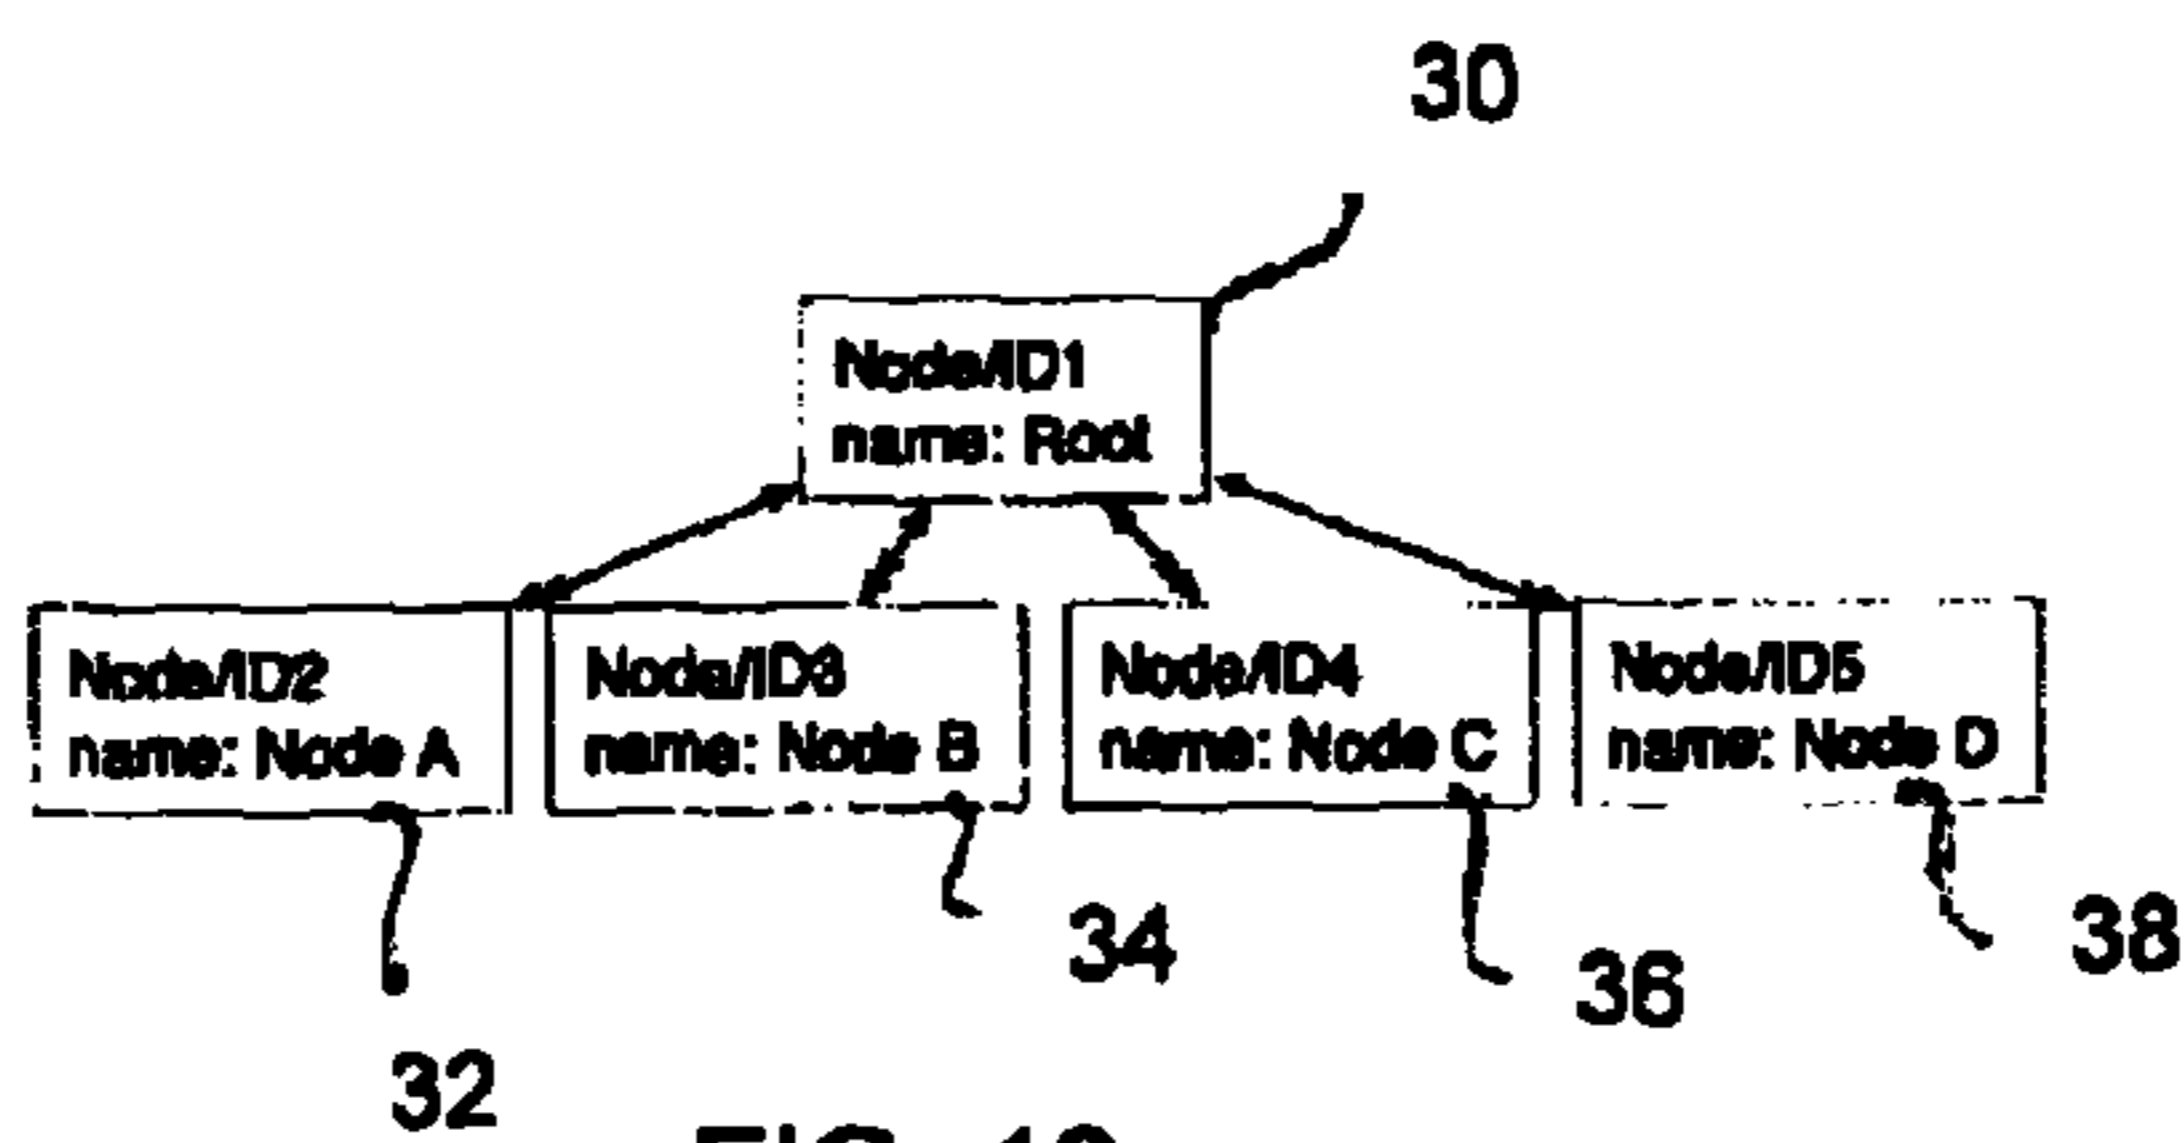 30
Node/ID1
name: Root
Node/ID2
name: Node A
Node/ID3
name: Node B
Node/ID4
name: Node C
Node/ID5
name: Node D
34
38
36
32